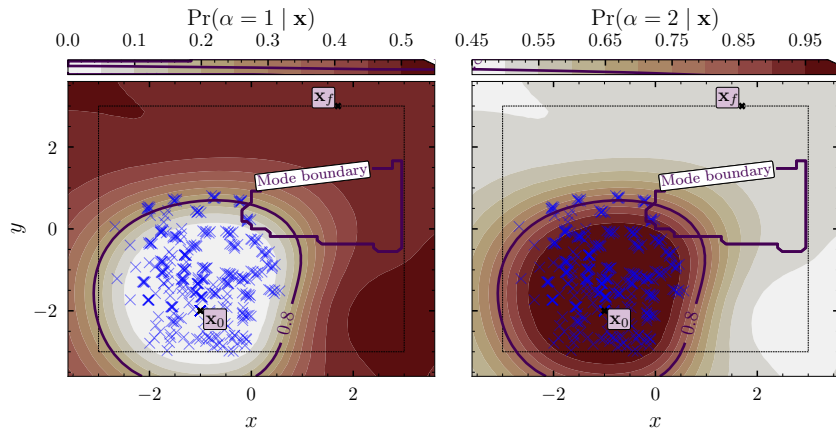 Pr(α = 1 | x)
Pr(α = 2 | x)
0.0 0.1 0.2 0.3 0.4 0.5
0.45 0.55 0.65 0.75 0.85 0.95
x_f
x_f
Mode boundary
Mode boundary
2
0
−2
y
x_0
0.8
x_0
0.8
−2 0 2
−2 0 2
x
x